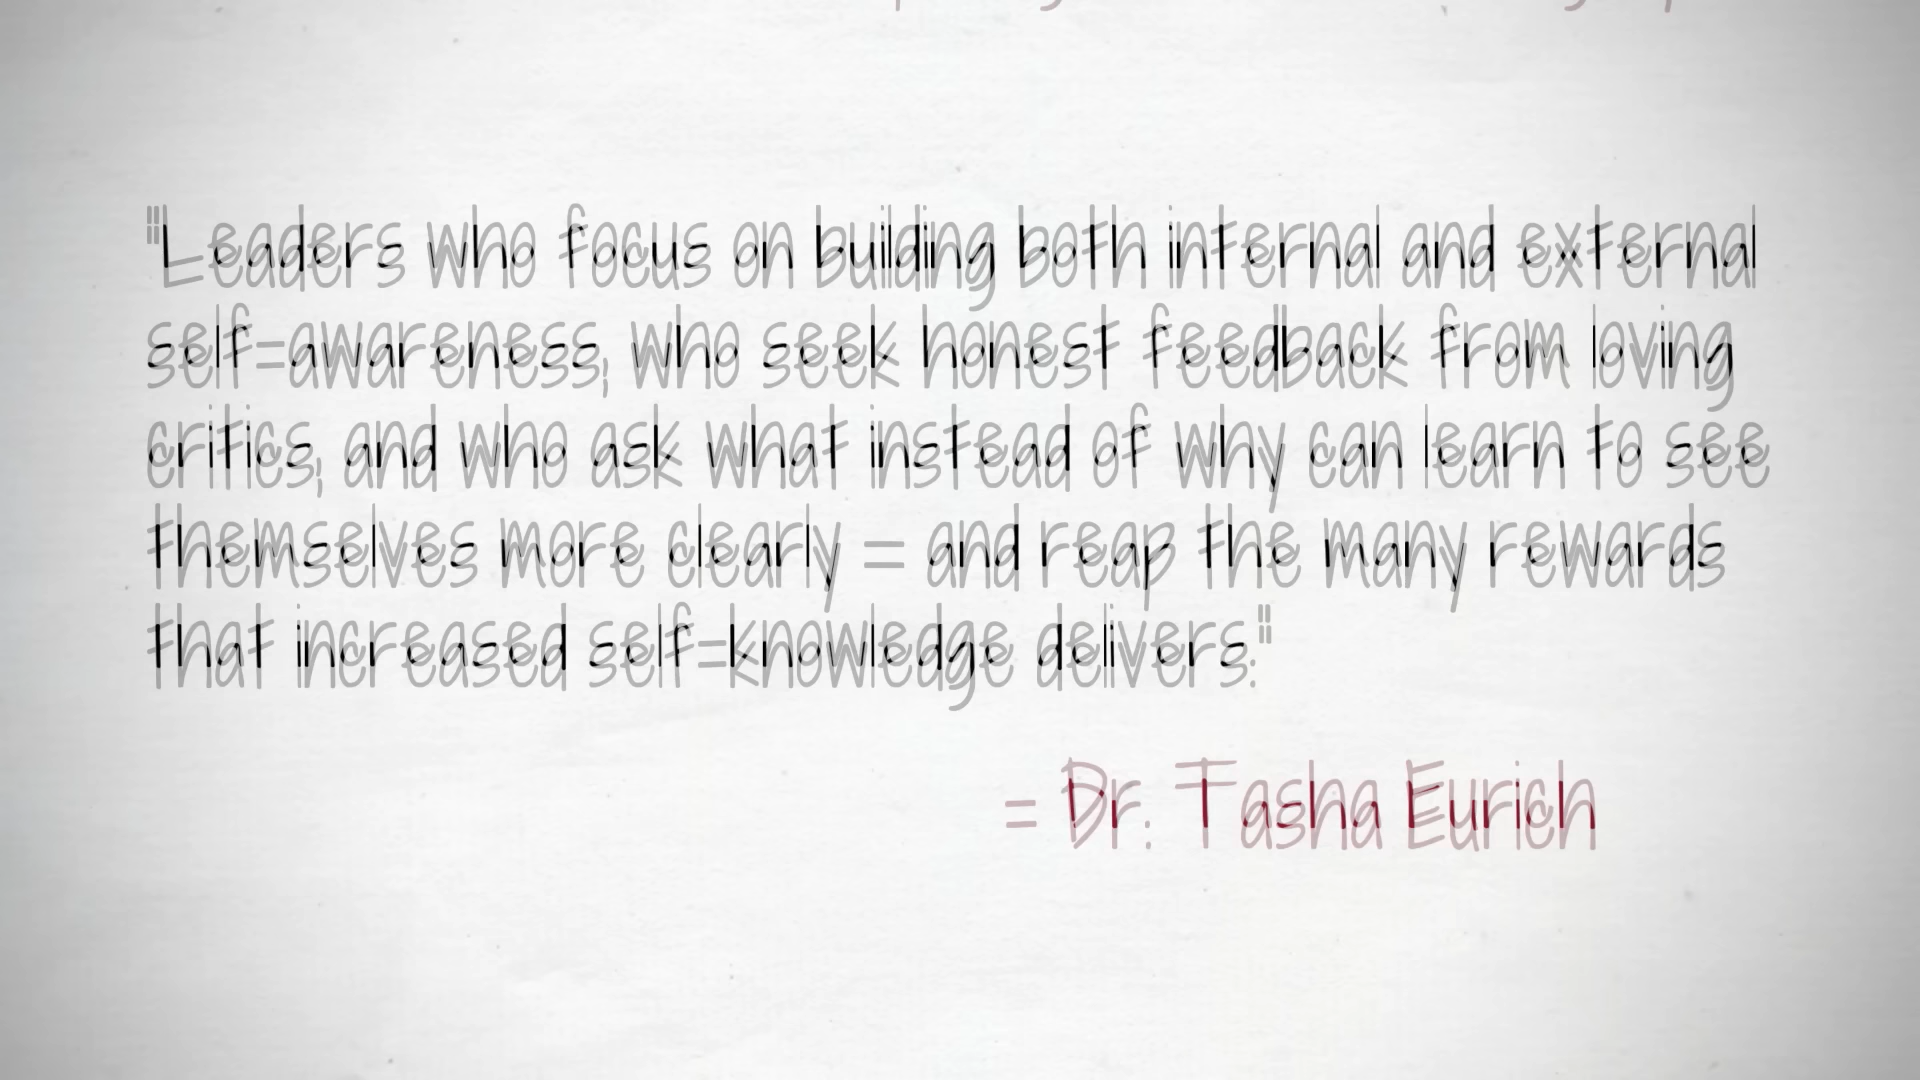 "Leaders who focus on building both internal and external
self-awareness, who seek honest feedback from loving
critics, and who ask what instead of why can learn to see
themselves more clearly - and reap the many rewards
that increased self-knowledge delivers."
- Dr. Tasha Eurich